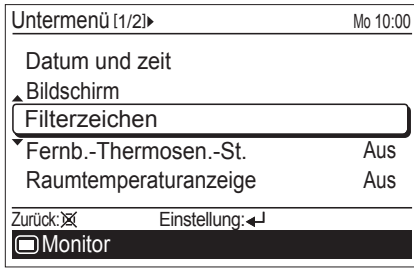 Untermenü [1/2]▸ Mo 10:00
Datum und zeit
Bildschirm
Filterzeichen
Fernb.-Thermosen.-St. Aus
Raumtemperaturanzeige Aus
Zurück: Einstellung:
Monitor